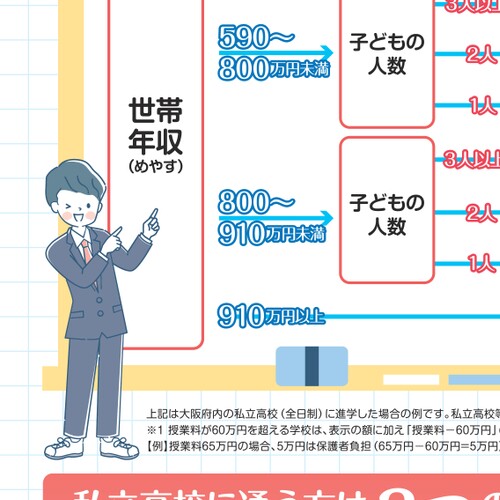 3人以上
590〜
800万円未満
子どもの
人数
2人
1人
世帯
年収
(めやす)
3人以上
800〜
910万円未満
子どもの
人数
2人
1人
910万円以上
上記は大阪府内の私立高校（全日制）に進学した場合の例です。私立高校等
※1 授業料が60万円を超える学校は、表示の額に加え「授業料－60万円」
【例】授業料65万円の場合、5万円は保護者負担（65万円－60万円＝5万円）
私立高校に通う方は